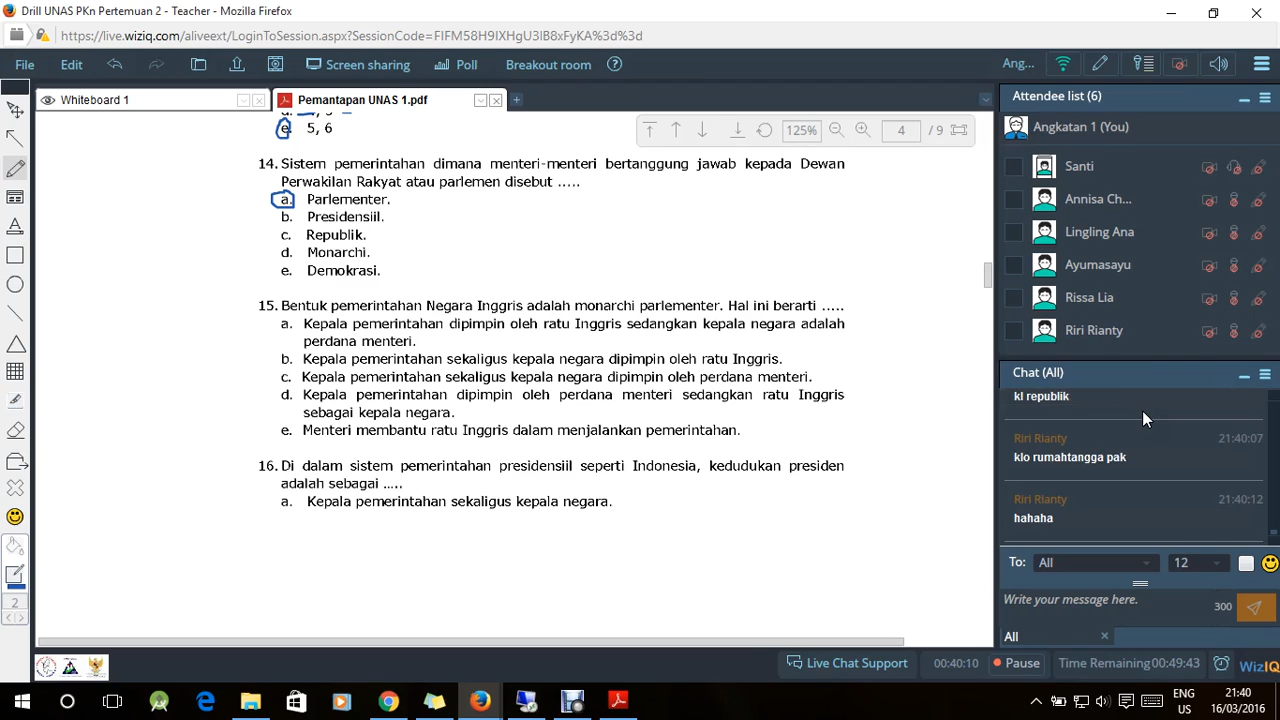 Drill UNAS PKn Pertemuan 2 - Teacher - Mozilla Firefox
https://live.wiziq.com/aliveext/LoginToSession.aspx?SessionCode=FIFM58H9IXHgU3lB8xFyKA%3d%3d
File Edit Screen sharing Poll Breakout room ? Ang...
Whiteboard 1
Pemantapan UNAS 1.pdf
125% 4 / 9
e. 5, 6
14. Sistem pemerintahan dimana menteri-menteri bertanggung jawab kepada Dewan
Perwakilan Rakyat atau parlemen disebut .....
a. Parlementer.
b. Presidensiil.
c. Republik.
d. Monarchi.
e. Demokrasi.
15. Bentuk pemerintahan Negara Inggris adalah monarchi parlementer. Hal ini berarti .....
a. Kepala pemerintahan dipimpin oleh ratu Inggris sedangkan kepala negara adalah
perdana menteri.
b. Kepala pemerintahan sekaligus kepala negara dipimpin oleh ratu Inggris.
c. Kepala pemerintahan sekaligus kepala negara dipimpin oleh perdana menteri.
d. Kepala pemerintahan dipimpin oleh perdana menteri sedangkan ratu Inggris
sebagai kepala negara.
e. Menteri membantu ratu Inggris dalam menjalankan pemerintahan.
16. Di dalam sistem pemerintahan presidensiil seperti Indonesia, kedudukan presiden
adalah sebagai .....
a. Kepala pemerintahan sekaligus kepala negara.
2
Attendee list (6)
Angkatan 1 (You)
Santi
Annisa Ch...
Lingling Ana
Ayumasayu
Rissa Lia
Riri Rianty
Chat (All)
kl republik
Riri Rianty 21:40:07
klo rumahtangga pak
Riri Rianty 21:40:12
hahaha
To: All 12
Write your message here. 300
All
Live Chat Support 00:40:10 Pause Time Remaining 00:49:43 WizIQ
ENG 21:40
US 16/03/2016